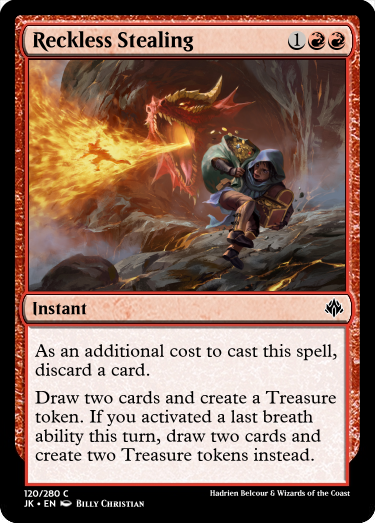 Reckless Stealing 1
Instant
As an additional cost to cast this spell,
discard a card.
Draw two cards and create a Treasure
token. If you activated a last breath
ability this turn, draw two cards and
create two Treasure tokens instead.
120/280 C
JK • EN Billy Christian
Hadrien Belcour & Wizards of the Coast